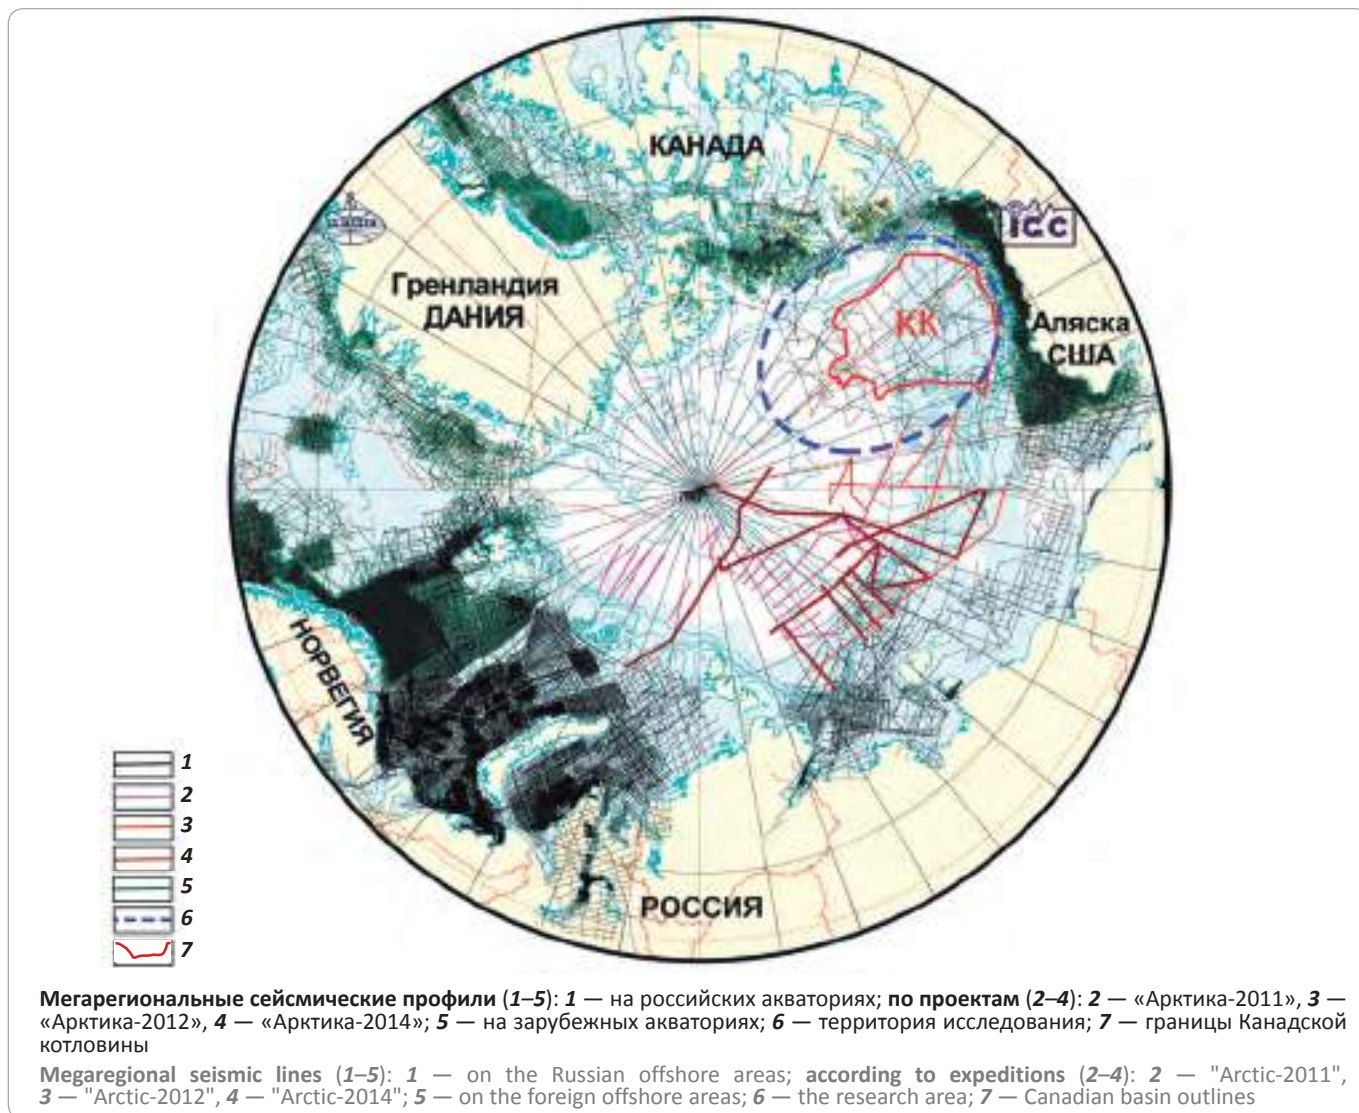 КАНАДА
IGC
Гренландия
ДАНИЯ
КК
Аляска
США
НОРВЕГИЯ
РОССИЯ
1
2
3
4
5
6
7
Мегарегиональные сейсмические профили (1–5): 1 — на российских акваториях; по проектам (2–4): 2 — «Арктика-2011», 3 —
«Арктика-2012», 4 — «Арктика-2014»; 5 — на зарубежных акваториях; 6 — территория исследования; 7 — границы Канадской
котловины
Megaregional seismic lines (1–5): 1 — on the Russian offshore areas; according to expeditions (2–4): 2 — "Arctic-2011",
3 — "Arctic-2012", 4 — "Arctic-2014"; 5 — on the foreign offshore areas; 6 — the research area; 7 — Canadian basin outlines